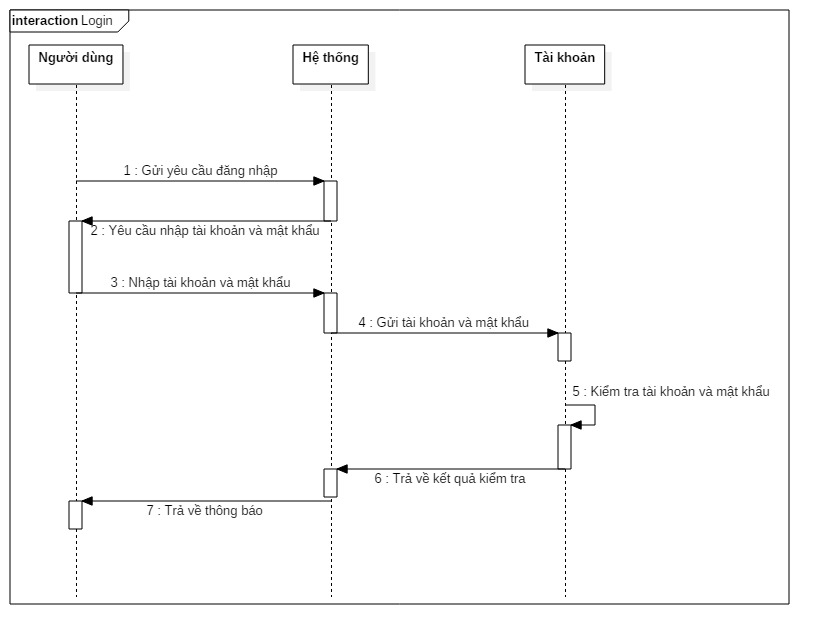 interaction Login
Người dùng
Hệ thống
Tài khoản
1 : Gửi yêu cầu đăng nhập
2 : Yêu cầu nhập tài khoản và mật khẩu
3 : Nhập tài khoản và mật khẩu
4 : Gửi tài khoản và mật khẩu
5 : Kiểm tra tài khoản và mật khẩu
6 : Trả về kết quả kiểm tra
7 : Trả về thông báo